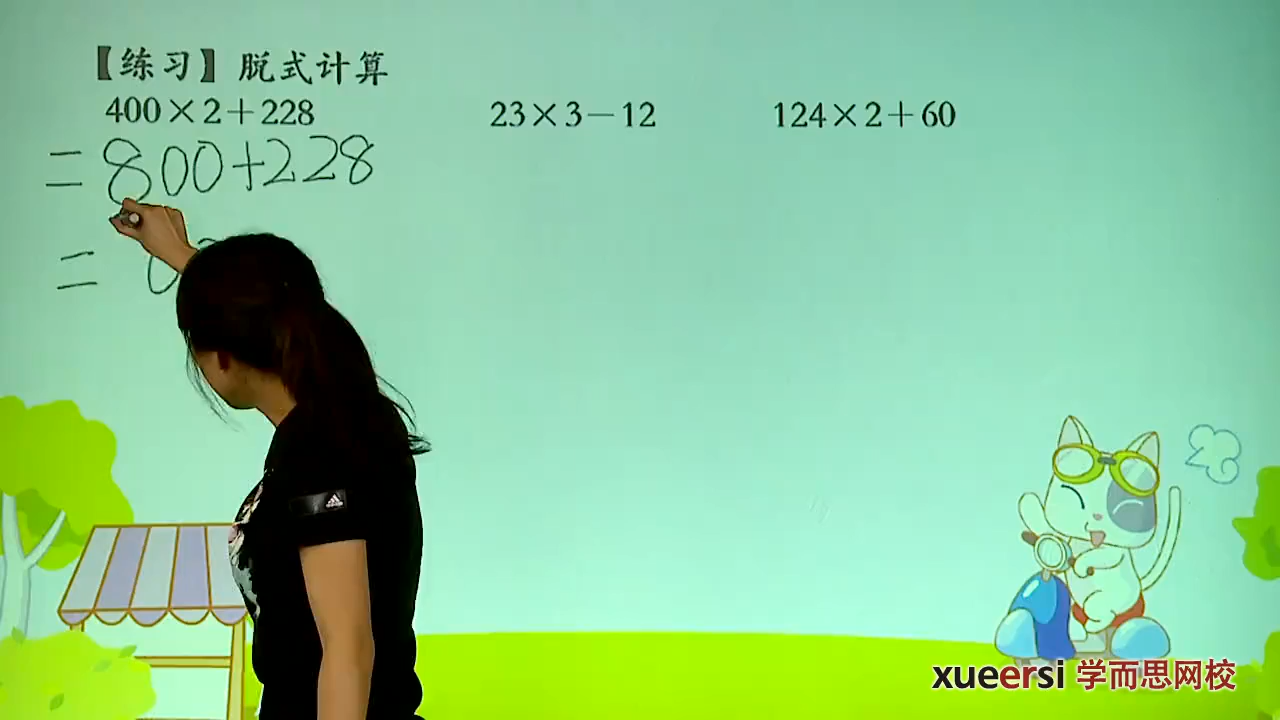 【练习】脱式计算
400×2+228 23×3-12 124×2+60
=800+228
= 0
xueersi 学而思网校